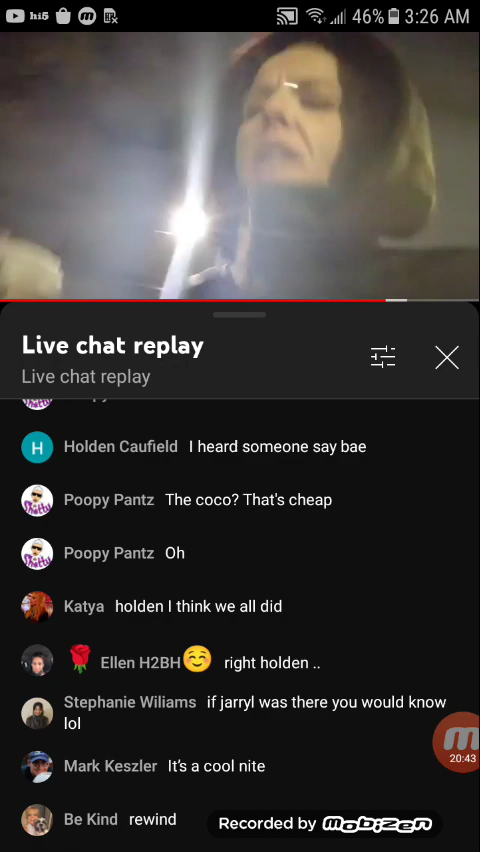 hi5 46% 3:26 AM
Live chat replay
Live chat replay
Holden Caufield I heard someone say bae
Poopy Pantz The coco? That's cheap
Poopy Pantz Oh
Katya holden I think we all did
Ellen H2BH right holden ..
Stephanie Wiliams if jarryl was there you would know
lol
20:43
Mark Keszler It's a cool nite
Be Kind rewind
Recorded by mobizen